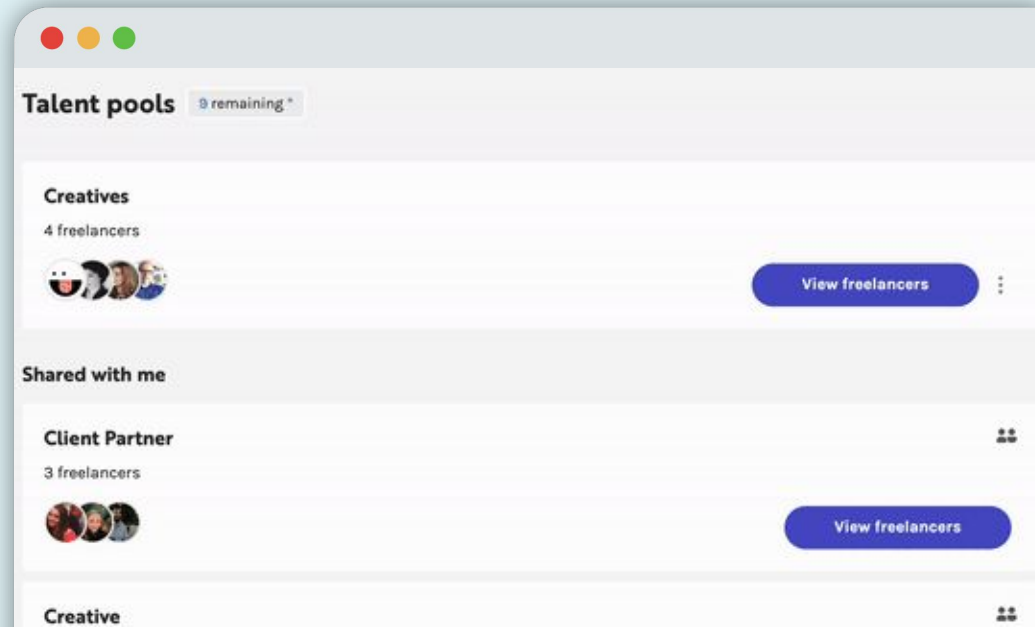 Talent pools
9 remaining *
Creatives
4 freelancers
View freelancers
Shared with me
Client Partner
3 freelancers
View freelancers
Creative